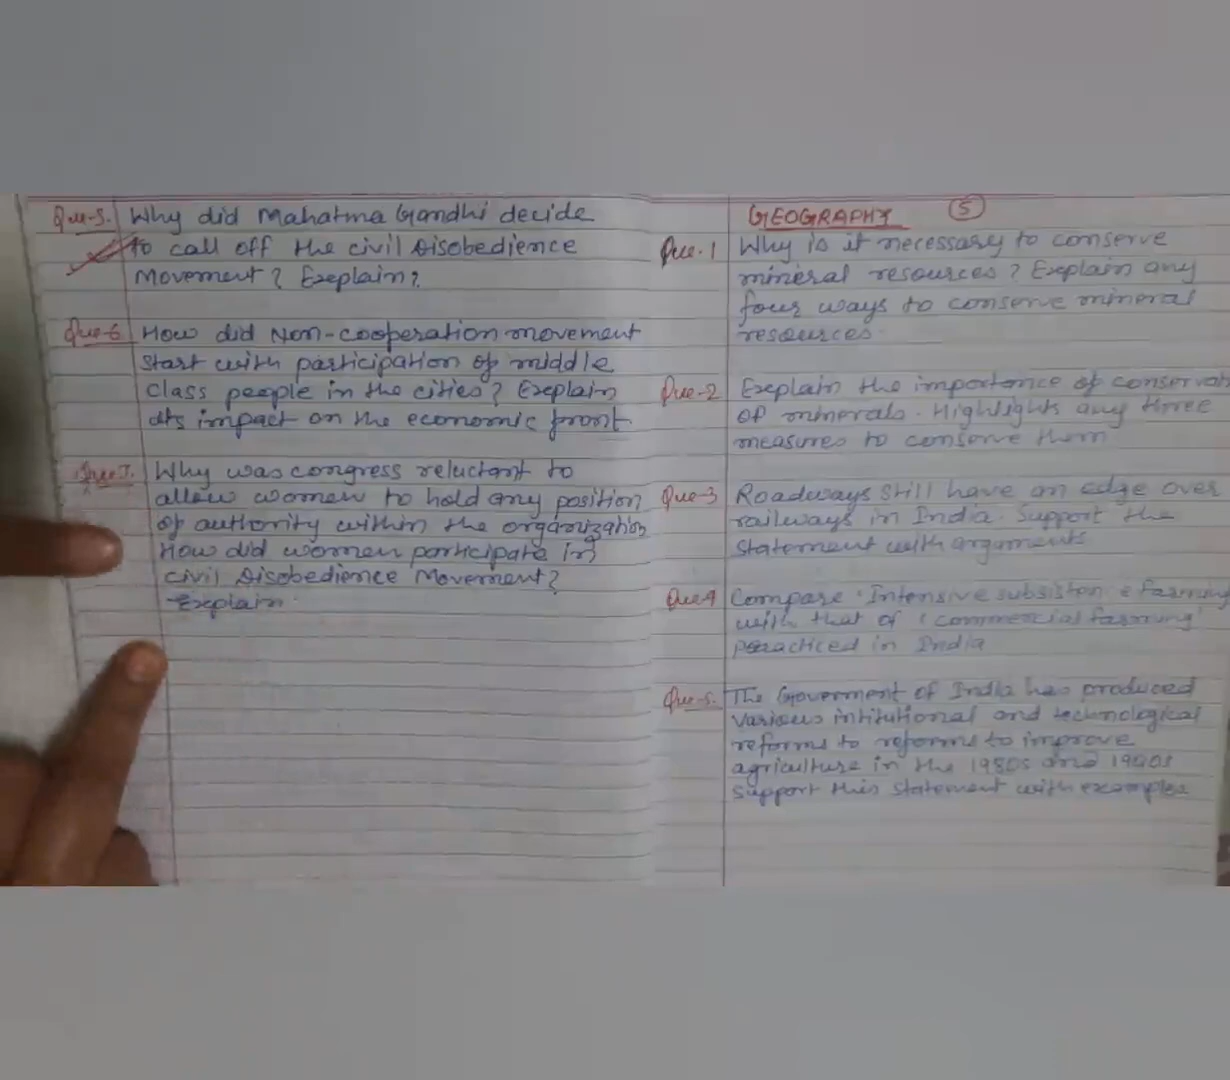 Que-5. Why did Mahatma Gandhi decide
to call off the civil Disobedience
Movement? Explain?
Que-6 How did Non-cooperation movement
start with participation of middle
class people in the cities? Explain
its impact on the economic front
Que-7. Why was congress reluctant to
allow women to hold any position
of authority within the organization
How did women participate in
civil Disobedience Movement?
Explain.
GEOGRAPHY 5
Que.1 Why is it necessary to conserve
mineral resources? Explain any
four ways to conserve mineral
resources.
Que-2 Explain the importance of conservat
of minerals. Highlights any three
measures to conserve them
Que-3 Roadways still have an edge over
railways in India. Support the
statement with arguments
Que4 Compare 'Intensive subsistence farming
with that of 'commercial farming'
practiced in India
Que-5. The Goverment of India has produced
various intitutional and technological
reforms to reforms to improve
agriculture in the 1980s and 1990s
support this statement with examples